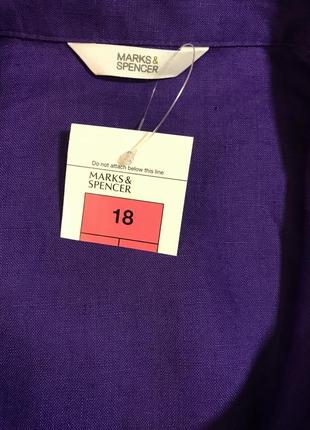 MARKS &
SPENCER
Do not attach below this line
MARKS &
SPENCER
18